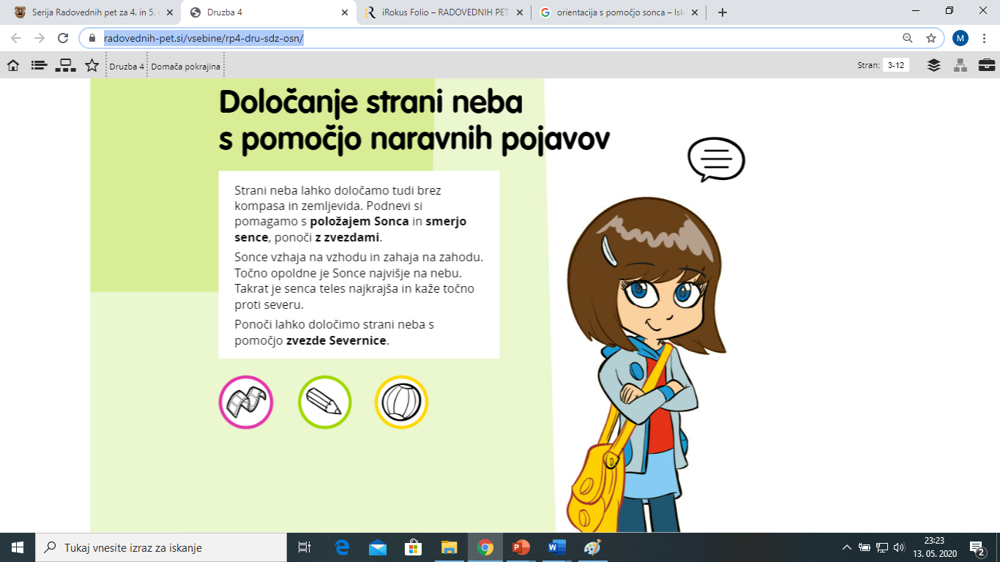 Serija Radovednih pet za 4. in 5. r
Druzba 4
iRokus Folio – RADOVEDNIH PET
orientacija s pomočjo sonca – Isk
radovednih-pet.si/vsebine/rp4-dru-sdz-osn/
M
Družba 4
Domača pokrajina
Stran:
3-12
Določanje strani neba
s pomočjo naravnih pojavov
Strani neba lahko določamo tudi brez
kompasa in zemljevida. Podnevi si
pomagamo s položajem Sonca in smerjo
sence, ponoči z zvezdami.
Sonce vzhaja na vzhodu in zahaja na zahodu.
Točno opoldne je Sonce najvišje na nebu.
Takrat je senca teles najkrajša in kaže točno
proti severu.
Ponoči lahko določimo strani neba s
pomočjo zvezde Severnice.
Tukaj vnesite izraz za iskanje
23:23
13. 05. 2020
2